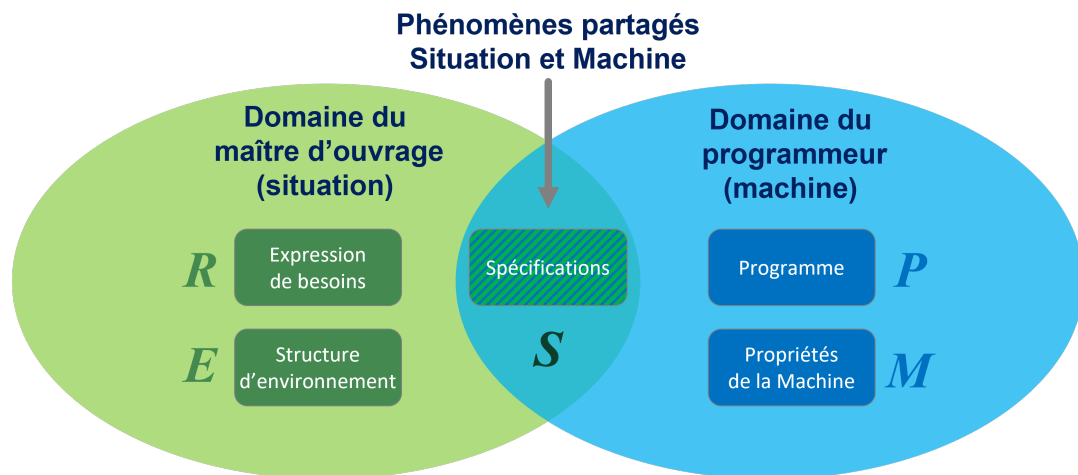 Phénomènes partagés
Situation et Machine
Domaine du
maître d'ouvrage
(situation)
Domaine du
programmeur
(machine)
R
Expression
de besoins
Spécifications
Programme
P
E
Structure
d'environnement
S
Propriétés
de la Machine
M